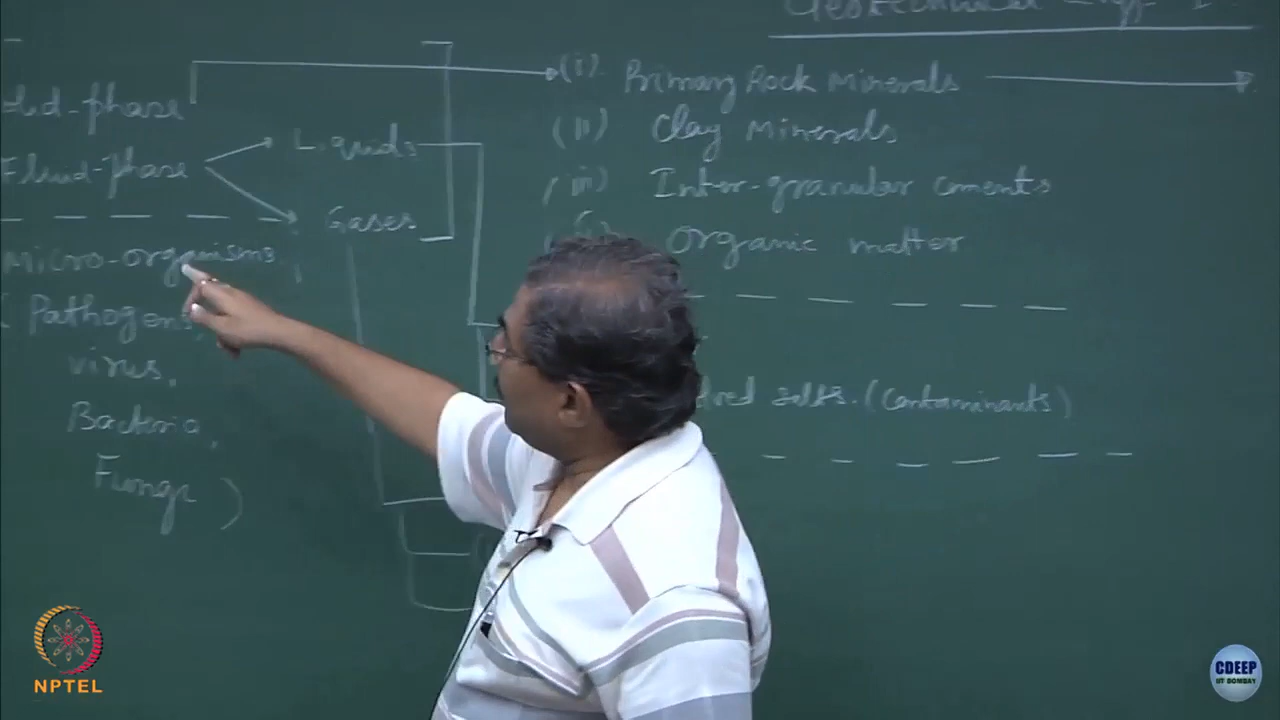 Geotechnical Engg - I
(i) Primary Rock Minerals
phase
Fluid-phase
Liquids
(ii) Clay Minerals
(iii) Inter-granular cements
Gases
Organic matter
Micro-organisms
(Pathogens,
virus,
salts. (Contaminants)
Bacteria,
Fungi)
NPTEL
CDEEP
IIT BOMBAY